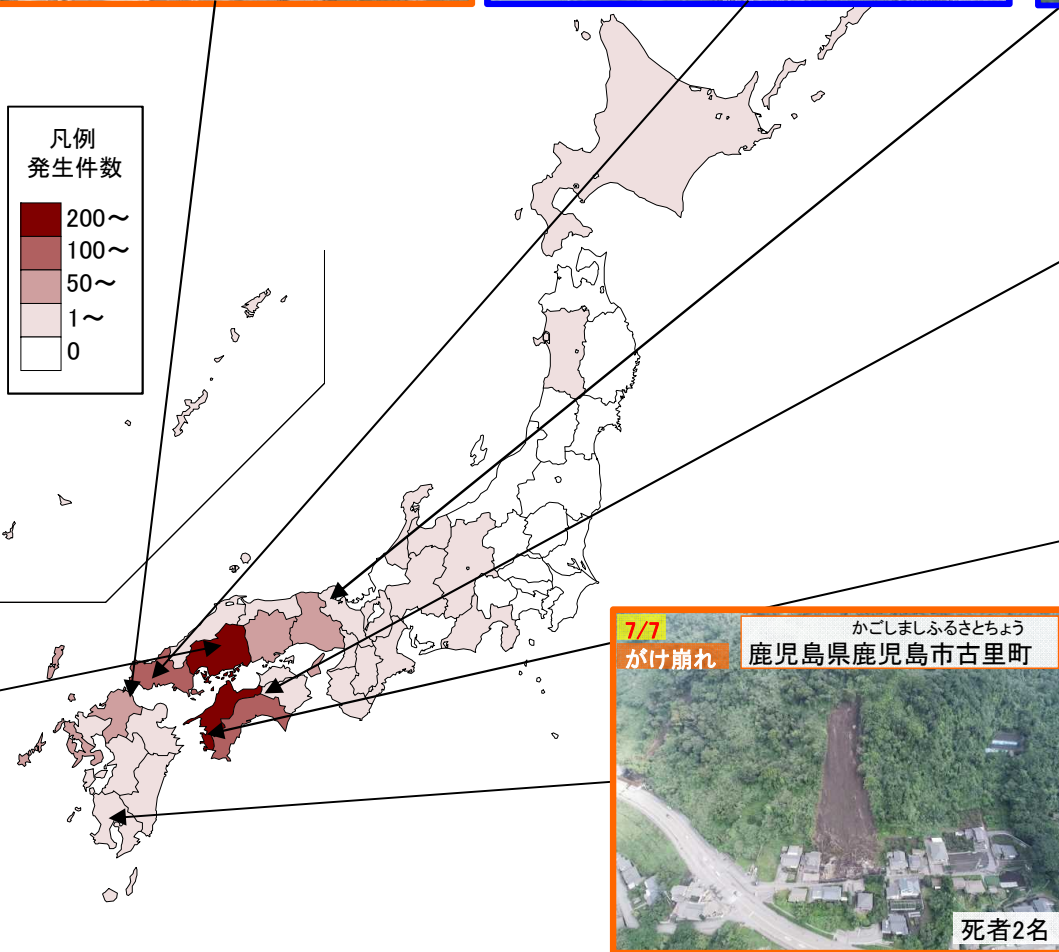 凡例
発生件数
200～
100～
50～
1～
0
7/7
がけ崩れ
かごしましふるさとちょう
鹿児島県鹿児島市古里町
死者2名